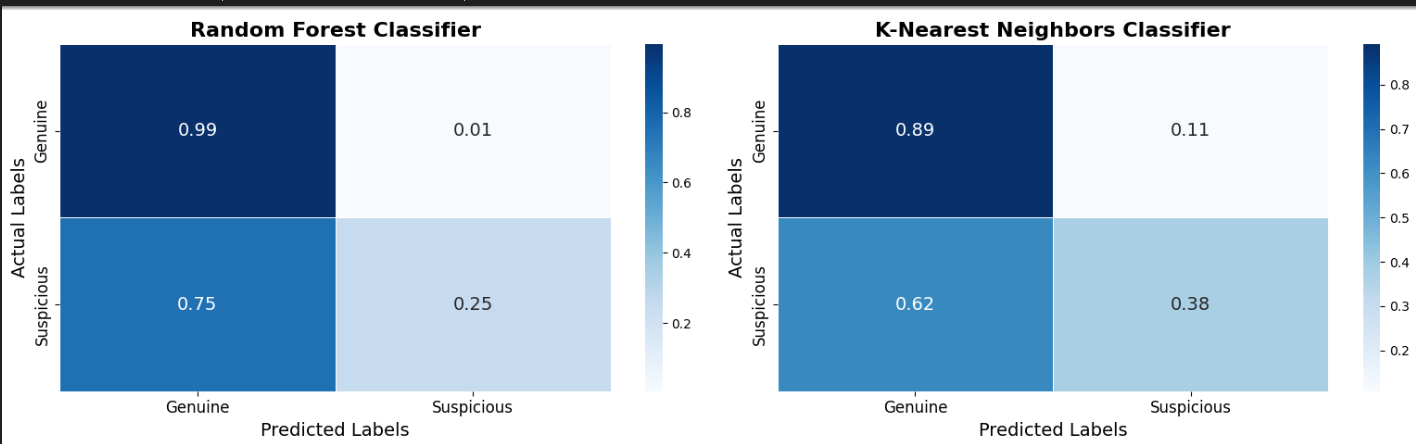 Random Forest Classifier
Genuine
Suspicious
Actual Labels
0.99 0.01
0.75 0.25
Genuine Suspicious
Predicted Labels
0.8
0.6
0.4
0.2
K-Nearest Neighbors Classifier
Genuine
Suspicious
Actual Labels
0.89 0.11
0.62 0.38
Genuine Suspicious
Predicted Labels
0.8
0.7
0.6
0.5
0.4
0.3
0.2